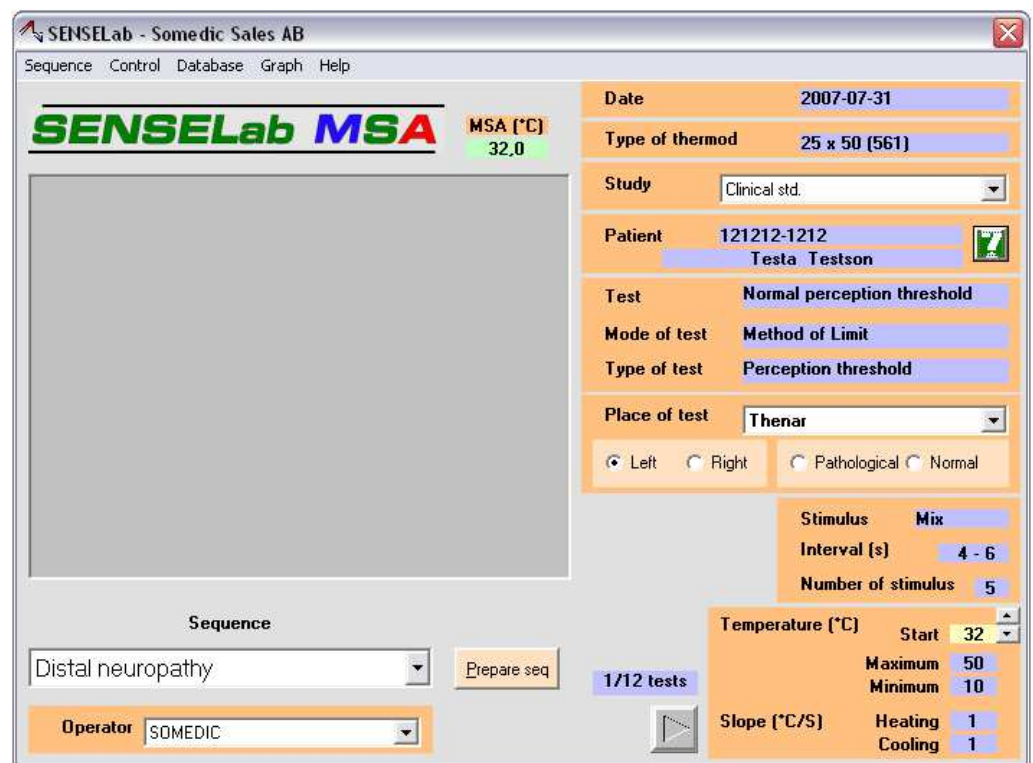 SENSELab - Somedic Sales AB
Sequence Control Database Graph Help
SENSELab MSA
MSA (°C)
32,0
Date 2007-07-31
Type of thermod 25 x 50 (561)
Study Clinical std.
Patient 121212-1212
Testa Testson
Test Normal perception threshold
Mode of test Method of Limit
Type of test Perception threshold
Place of test Thenar
Left Right Pathological Normal
Stimulus Mix
Interval (s) 4 - 6
Number of stimulus 5
Sequence
Distal neuropathy
Prepare seq
Operator SOMEDIC
1/12 tests
Temperature (°C)
Start 32
Maximum 50
Minimum 10
Slope (°C/S) Heating 1
Cooling 1